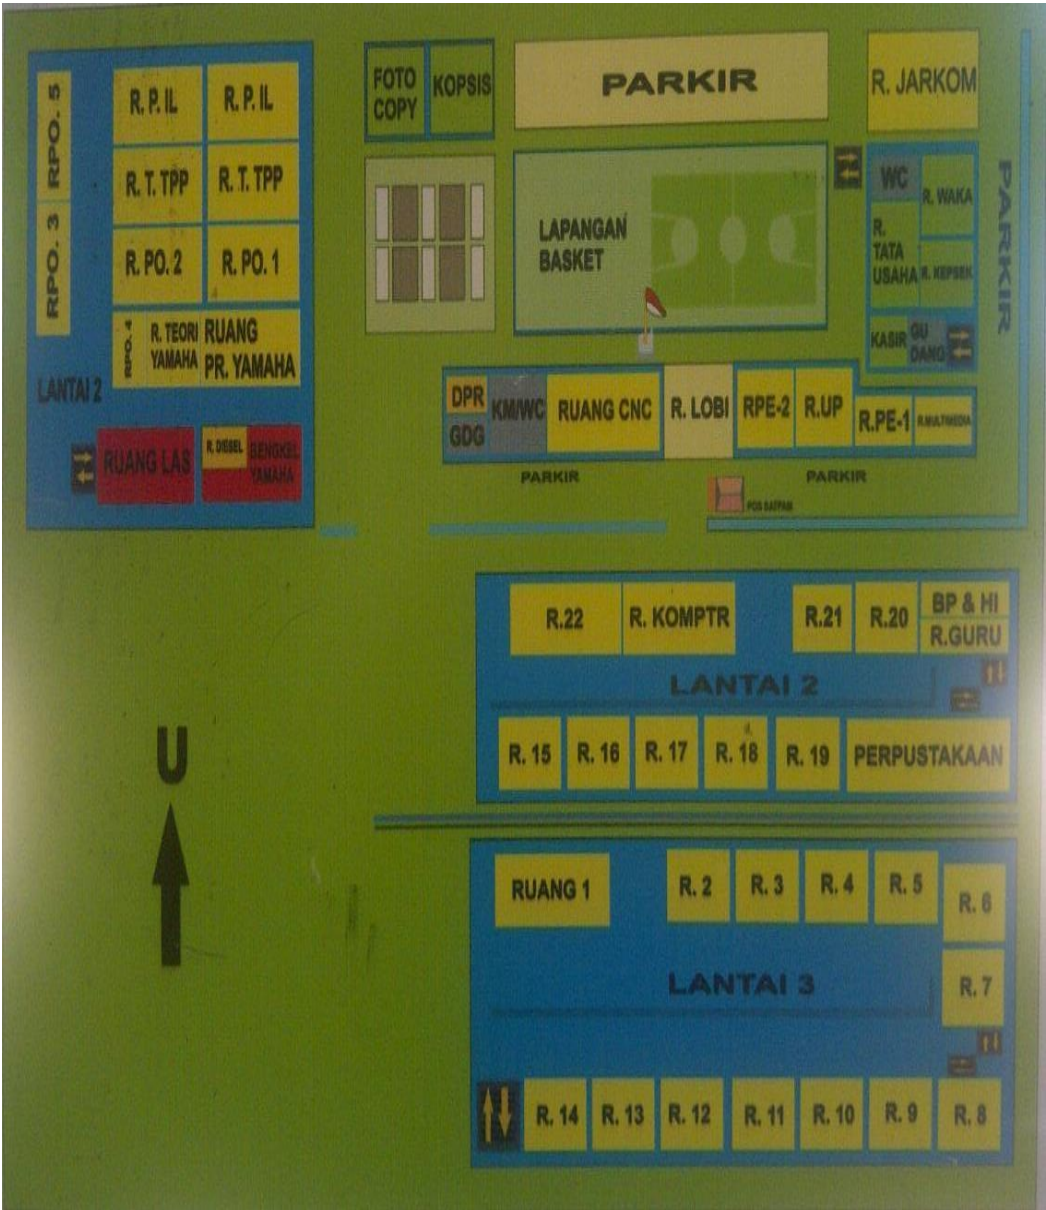 RPO. 5
RPO. 3
R. P. IL
R. P. IL
R. T. TPP
R. T. TPP
R. PO. 2
R. PO. 1
RPO. 4
R. TEORI
YAMAHA
RUANG
PR. YAMAHA
LANTAI 2
RUANG LAS
R. DIESEL
BENGKEL
YAMAHA
FOTO
COPY
KOPSIS
PARKIR
R. JARKOM
LAPANGAN
BASKET
WC
R. WAKA
R.
TATA
USAHA
R. KEPSEK
KASIR
GU
DANG
PARKIR
DPR
GDG
KM/WC
RUANG CNC
R. LOBI
RPE-2
R.UP
R.PE-1
R.MULTIMEDIA
PARKIR
PARKIR
POS SATPAM
R.22
R. KOMPTR
R.21
R.20
BP & HI
R.GURU
LANTAI 2
R. 15
R. 16
R. 17
R. 18
R. 19
PERPUSTAKAAN
U
RUANG 1
R. 2
R. 3
R. 4
R. 5
R. 6
R. 7
LANTAI 3
R. 14
R. 13
R. 12
R. 11
R. 10
R. 9
R. 8